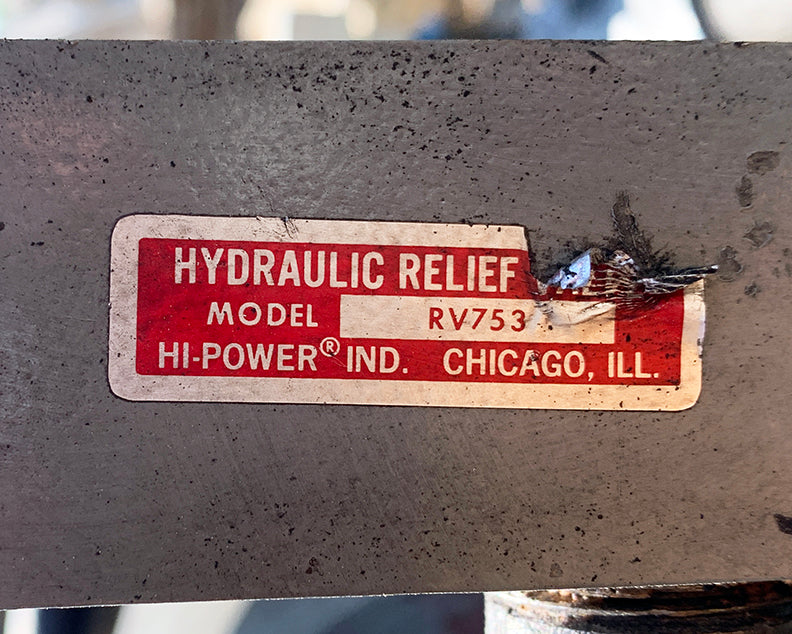 HYDRAULIC RELIEF
MODEL RV753
HI-POWER® IND. CHICAGO, ILL.